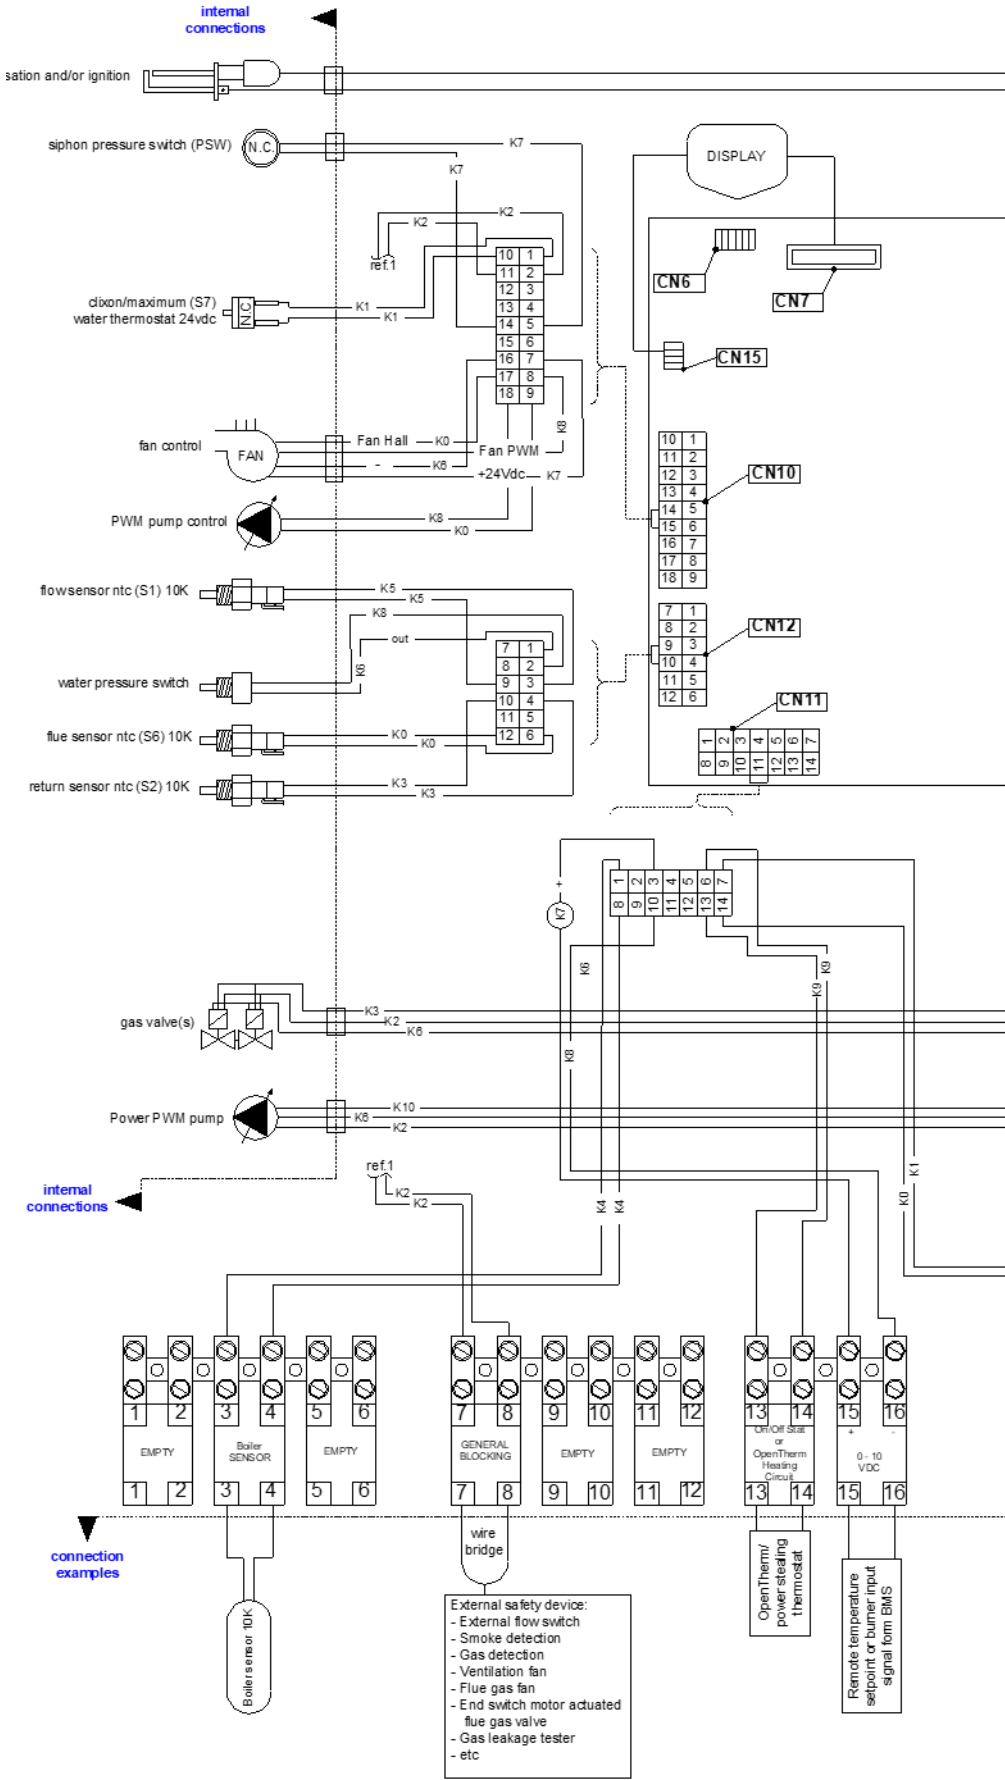 internal
connections
sation and/or ignition
siphon pressure switch (PSW)
N.C.
K7
K7
DISPLAY
K2
K2
ref.1
10 1
11 2
12 3
13 4
14 5
15 6
16 7
17 8
18 9
CN6
CN7
clixon/maximum (S7)
water thermostat 24vdc
N.C
K1
K1
CN15
fan control
FAN
Fan Hall
K0
Fan PWM
K8
-
K6
+24Vdc
K7
10 1
11 2
12 3
13 4
14 5
15 6
16 7
17 8
18 9
CN10
PWM pump control
K8
K0
flowsensor ntc (S1) 10K
K5
K5
K8
out
K6
7 1
8 2
9 3
10 4
11 5
12 6
7 1
8 2
9 3
10 4
11 5
12 6
CN12
water pressure switch
flue sensor ntc (S6) 10K
K0
K0
return sensor ntc (S2) 10K
K3
K3
CN11
1 2 3 4 5 6 7
8 9 10 11 12 13 14
1 2 3 4 5 6 7
8 9 10 11 12 13 14
+
K7
K6
K9
K9
gas valve(s)
K3
K2
K6
K8
Power PWM pump
K10
K6
K2
internal
connections
ref.1
K2
K2
K4
K4
K0
K1
1 2 3 4 5 6
7 8 9 10 11 12
13 14 15 16
EMPTY
Boiler
SENSOR
EMPTY
GENERAL
BLOCKING
EMPTY
EMPTY
On/Off Stat
or
OpenTherm
Heating
Circuit
+ -
0 - 10
VDC
1 2 3 4 5 6
7 8 9 10 11 12
13 14 15 16
connection
examples
Boilersensor 10K
wire
bridge
External safety device:
- External flow switch
- Smoke detection
- Gas detection
- Ventilation fan
- Flue gas fan
- End switch motor actuated
flue gas valve
- Gas leakage tester
- etc
OpenTherm/
power stealing
thermostat
Remote temperature
setpoint or burner input
signal form BMS